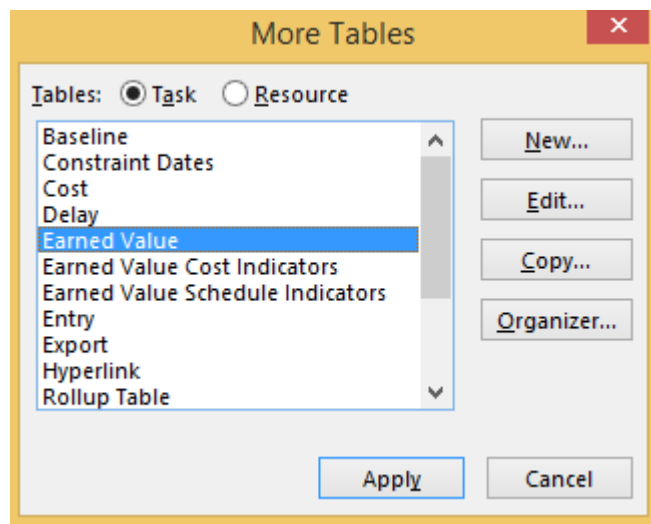 More Tables
Tables: Task Resource
Baseline
Constraint Dates
Cost
Delay
Earned Value
Earned Value Cost Indicators
Earned Value Schedule Indicators
Entry
Export
Hyperlink
Rollup Table
New...
Edit...
Copy...
Organizer...
Apply
Cancel